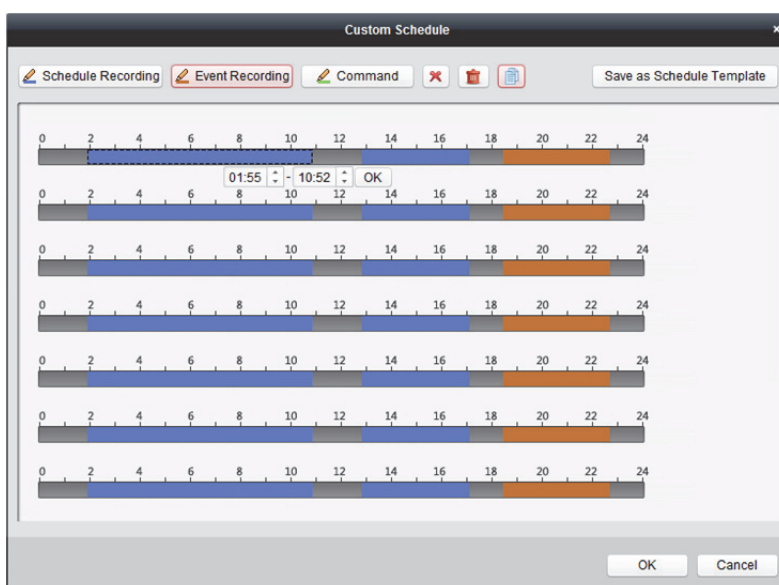 Custom Schedule ×
Schedule Recording Event Recording Command Save as Schedule Template
0 2 4 6 8 10 12 14 16 18 20 22 24
01:55 - 10:52 OK
0 2 4 6 8 10 12 14 16 18 20 22 24
0 2 4 6 8 10 12 14 16 18 20 22 24
0 2 4 6 8 10 12 14 16 18 20 22 24
0 2 4 6 8 10 12 14 16 18 20 22 24
0 2 4 6 8 10 12 14 16 18 20 22 24
0 2 4 6 8 10 12 14 16 18 20 22 24
OK Cancel